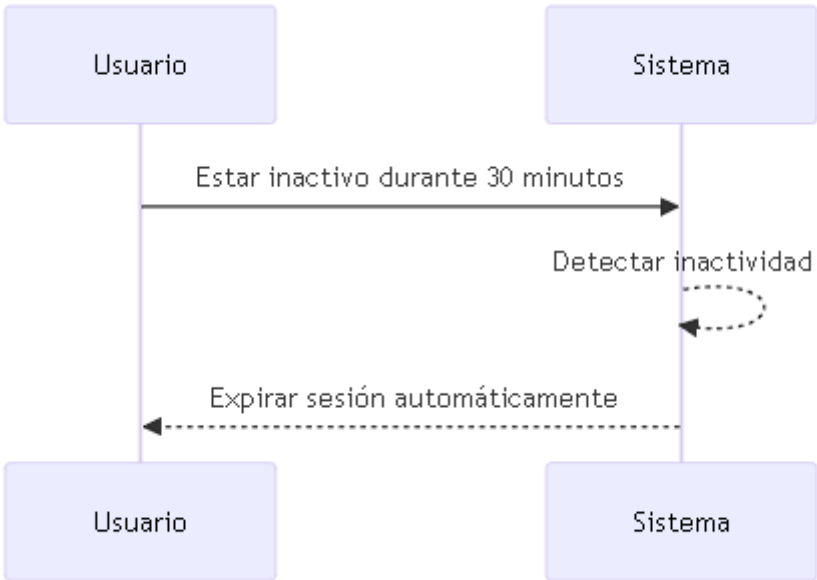 Usuario
Sistema
Estar inactivo durante 30 minutos
Detectar inactividad
Expirar sesión automáticamente
Usuario
Sistema